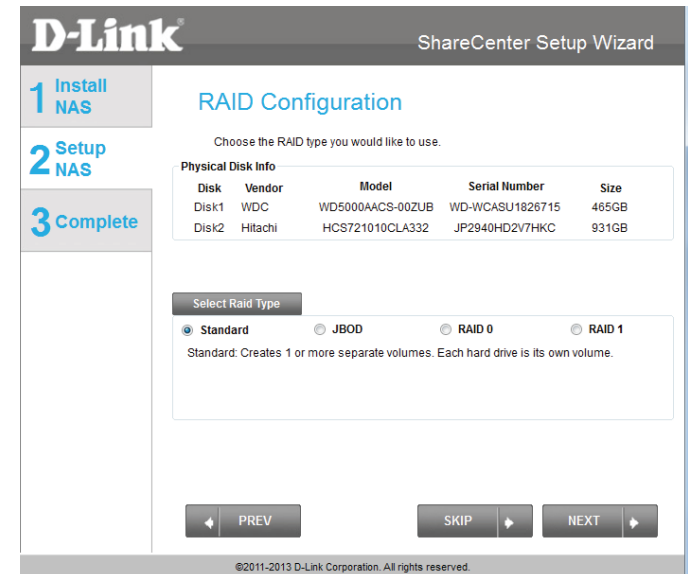 D-Link
ShareCenter Setup Wizard
1 Install NAS
2 Setup NAS
3 Complete
RAID Configuration
Choose the RAID type you would like to use.
Physical Disk Info
Disk Vendor Model Serial Number Size
Disk1 WDC WD5000AACS-00ZUB WD-WCASU1826715 465GB
Disk2 Hitachi HCS721010CLA332 JP2940HD2V7HKC 931GB
Select Raid Type
Standard JBOD RAID 0 RAID 1
Standard: Creates 1 or more separate volumes. Each hard drive is its own volume.
PREV SKIP NEXT
©2011-2013 D-Link Corporation. All rights reserved.